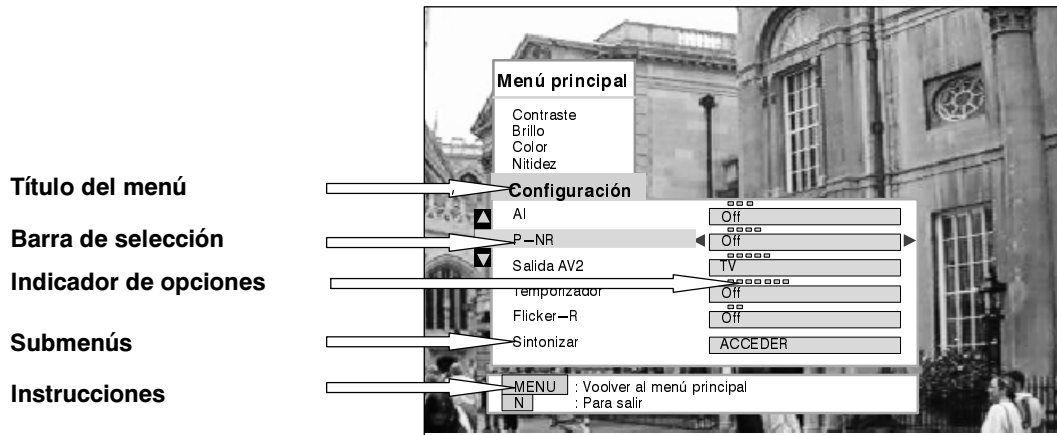 Menú principal
Contraste
Brillo
Color
Nitidez
Título del menú
Configuración
AI
Off
Barra de selección
P–NR
Off
Salida AV2
TV
Indicador de opciones
Temporizador
Off
Flicker–R
Off
Submenús
Sintonizar
ACCEDER
Instrucciones
MENU : Voolver al menú principal
N : Para salir